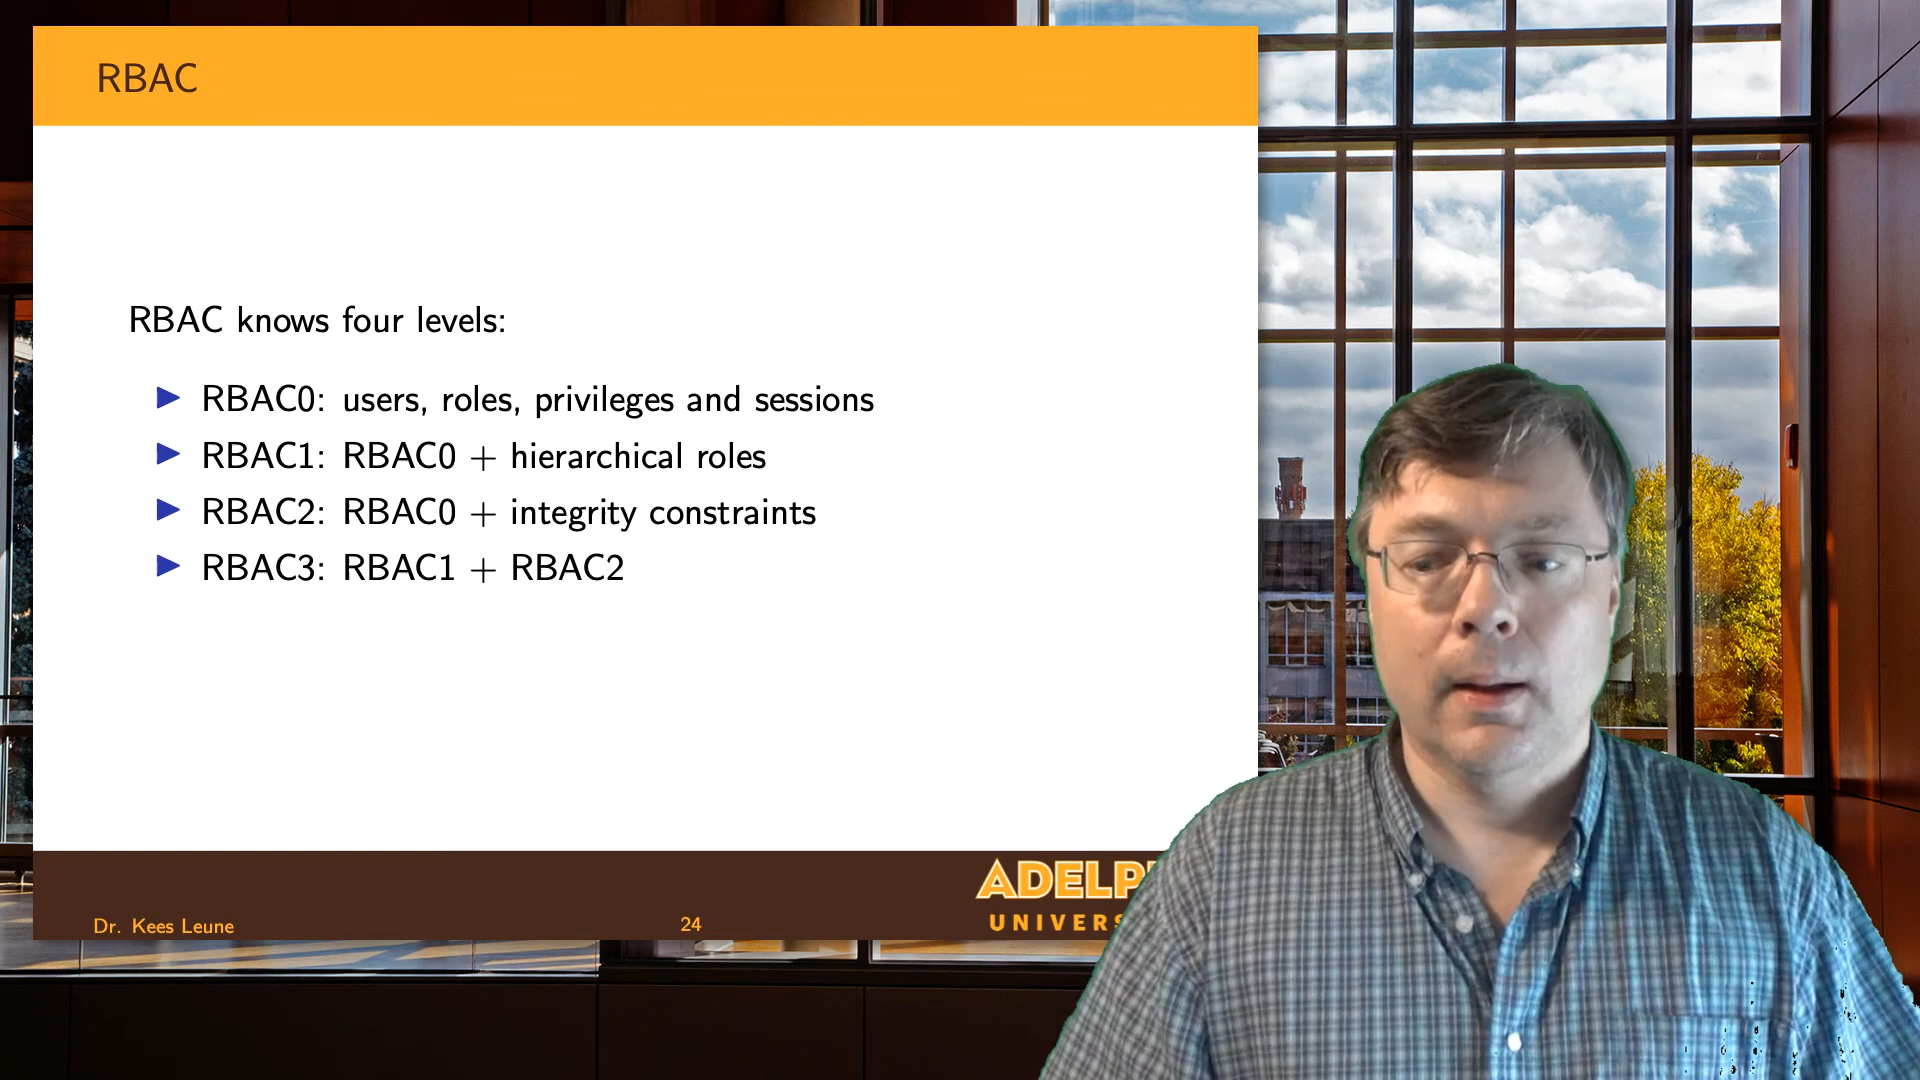 RBAC
RBAC knows four levels:
RBAC0: users, roles, privileges and sessions
RBAC1: RBAC0 + hierarchical roles
RBAC2: RBAC0 + integrity constraints
RBAC3: RBAC1 + RBAC2
Dr. Kees Leune
24